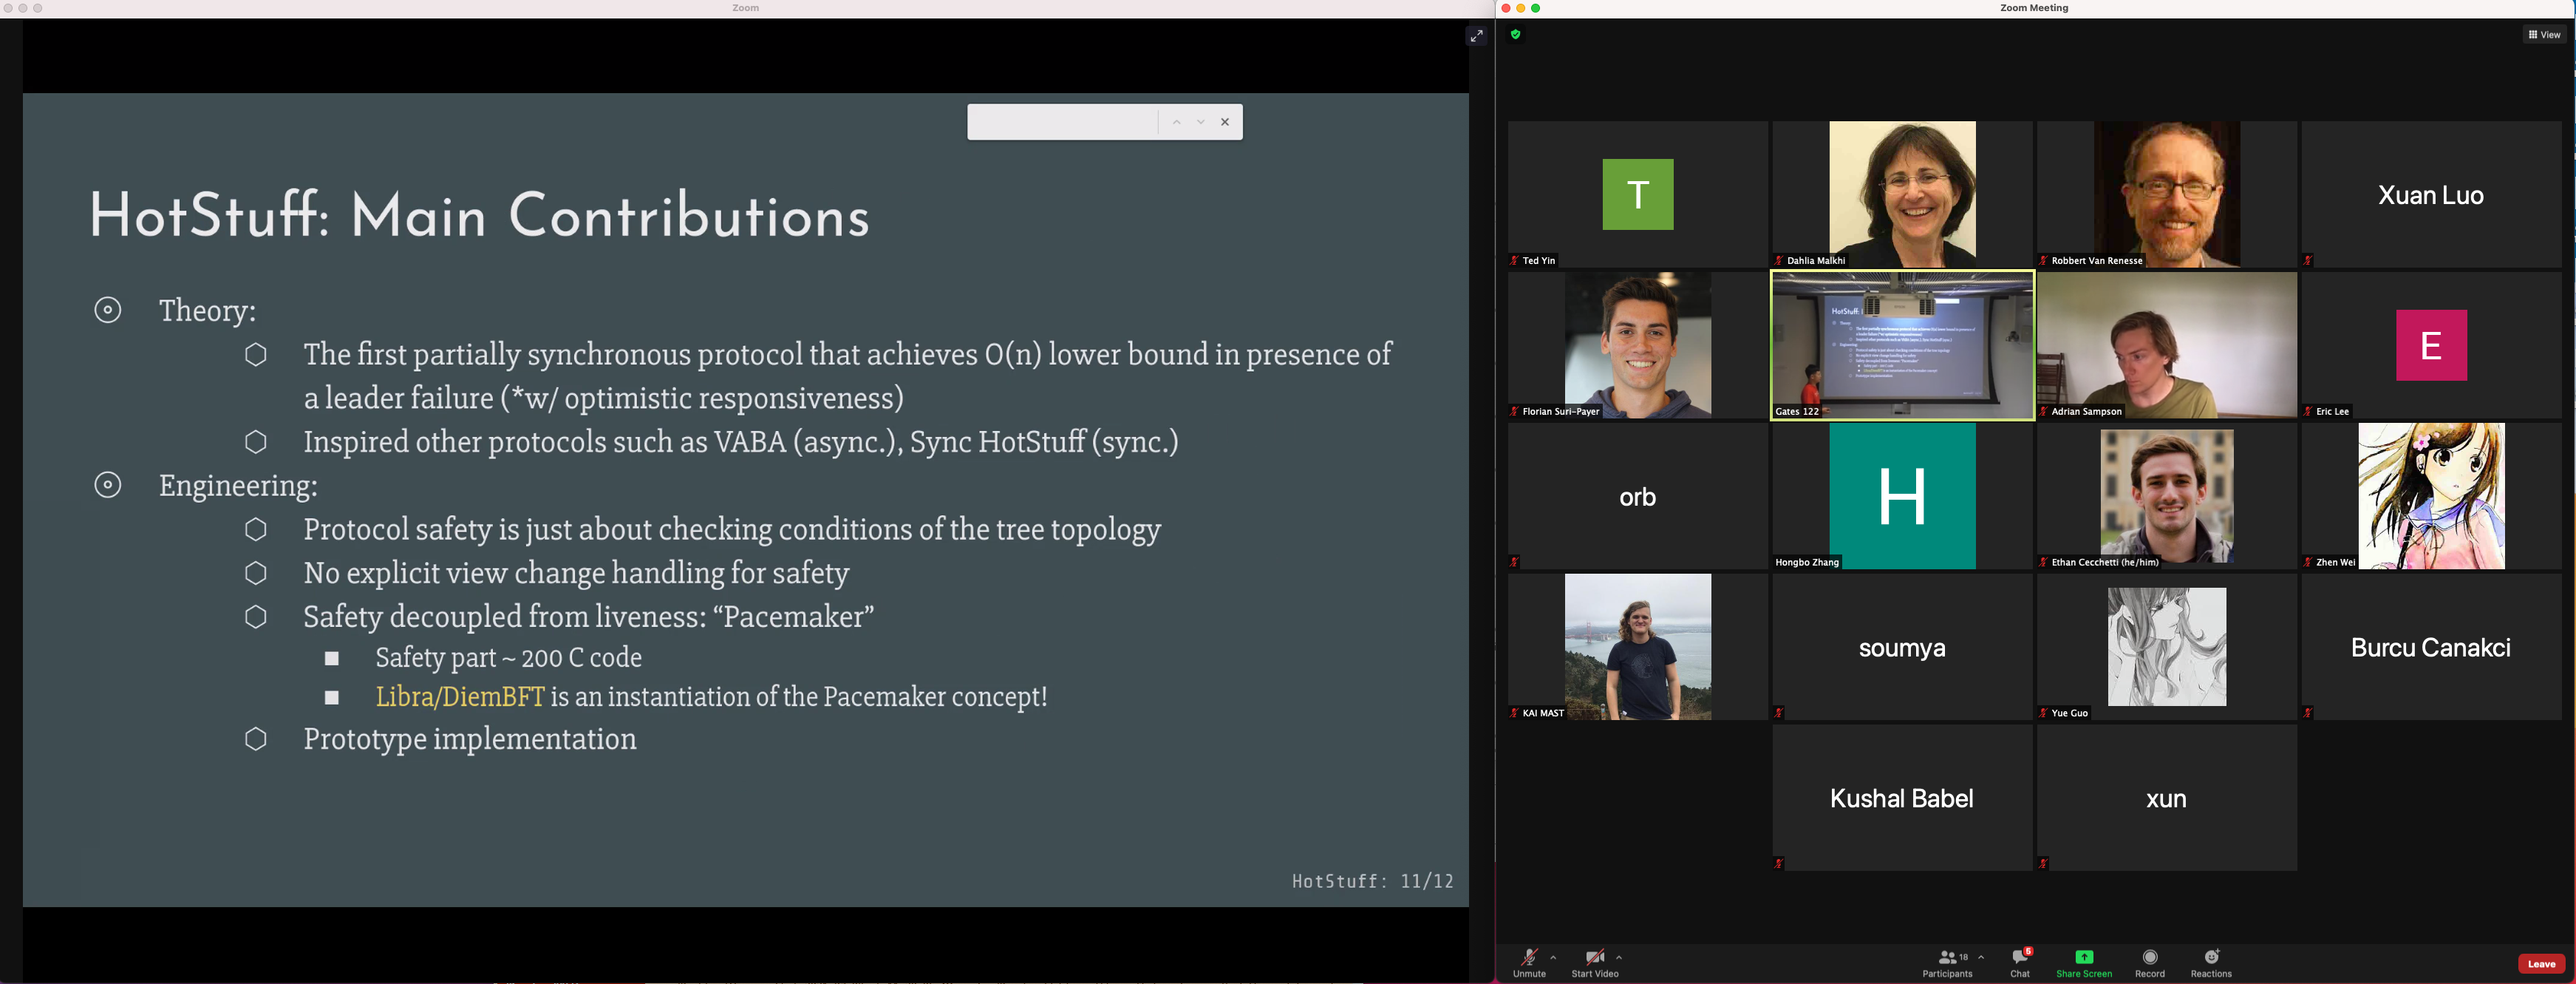 Zoom
HotStuff: Main Contributions
Theory:
The first partially synchronous protocol that achieves O(n) lower bound in presence of
a leader failure (*w/ optimistic responsiveness)
Inspired other protocols such as VABA (async.), Sync HotStuff (sync.)
Engineering:
Protocol safety is just about checking conditions of the tree topology
No explicit view change handling for safety
Safety decoupled from liveness: “Pacemaker”
Safety part ~ 200 C code
Libra/DiemBFT is an instantiation of the Pacemaker concept!
Prototype implementation
HotStuff: 11/12
Zoom Meeting
View
T
Ted Yin
Dahlia Malkhi
Robbert Van Renesse
Xuan Luo
Florian Suri-Payer
HotStuff:
Gates 122
Adrian Sampson
E
Eric Lee
orb
H
Hongbo Zhang
Ethan Cecchetti (he/him)
Zhen Wei
KAI MAST
soumya
Yue Guo
Burcu Canakci
Kushal Babel
xun
Unmute
Start Video
18
Participants
Chat
Share Screen
Record
Reactions
Leave